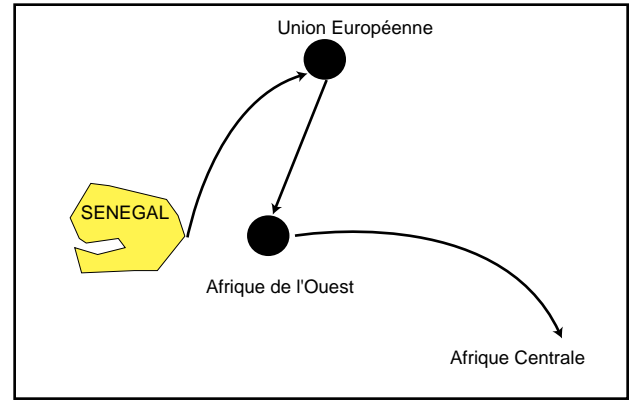 Union Européenne
SENEGAL
Afrique de l'Ouest
Afrique Centrale